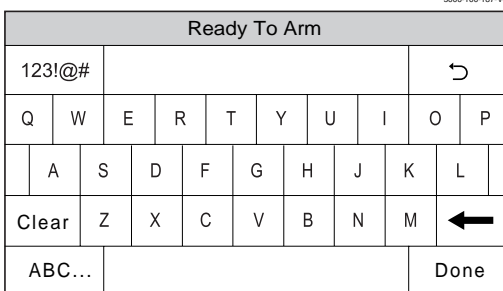 Ready To Arm
123!@#
Q W E R T Y U I O P
A S D F G H J K L
Clear Z X C V B N M
ABC... Done